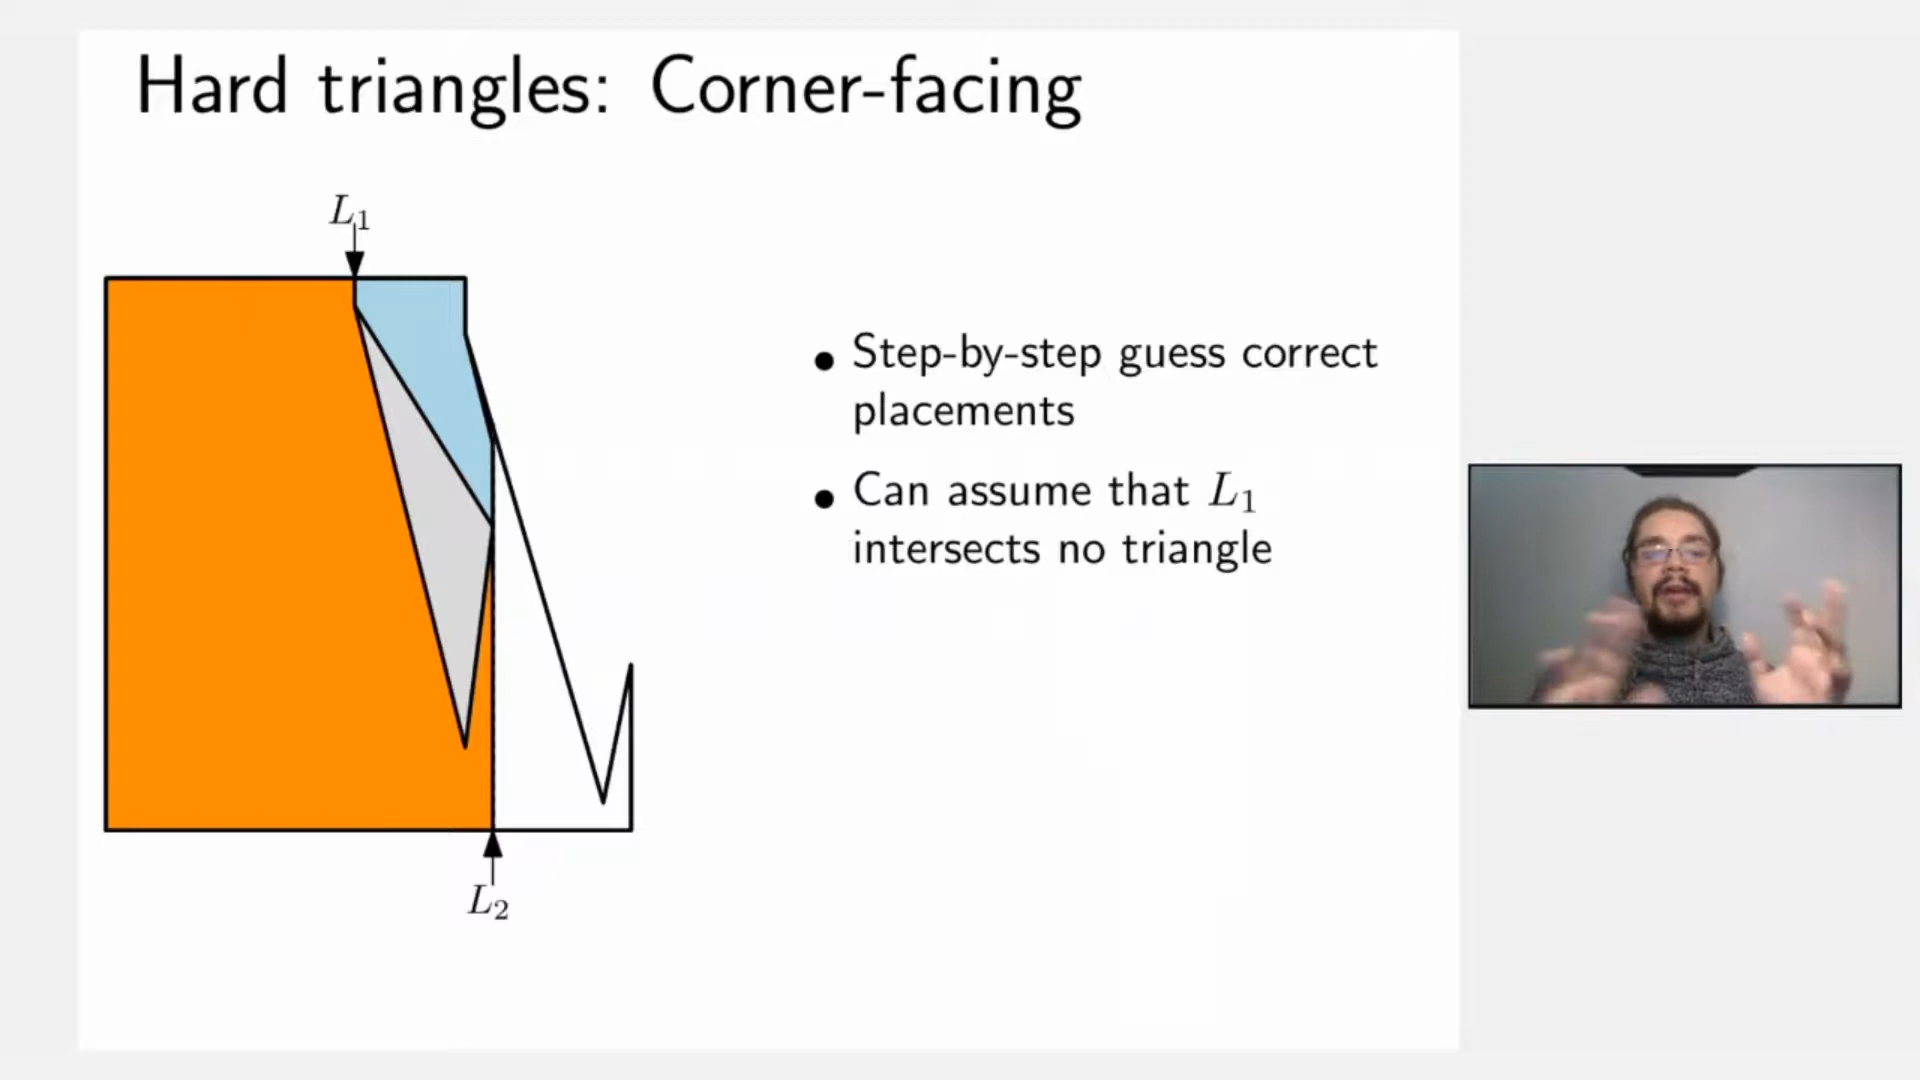 Hard triangles: Corner-facing
L₁
• Step-by-step guess correct
placements
• Can assume that L₁
intersects no triangle
L₂